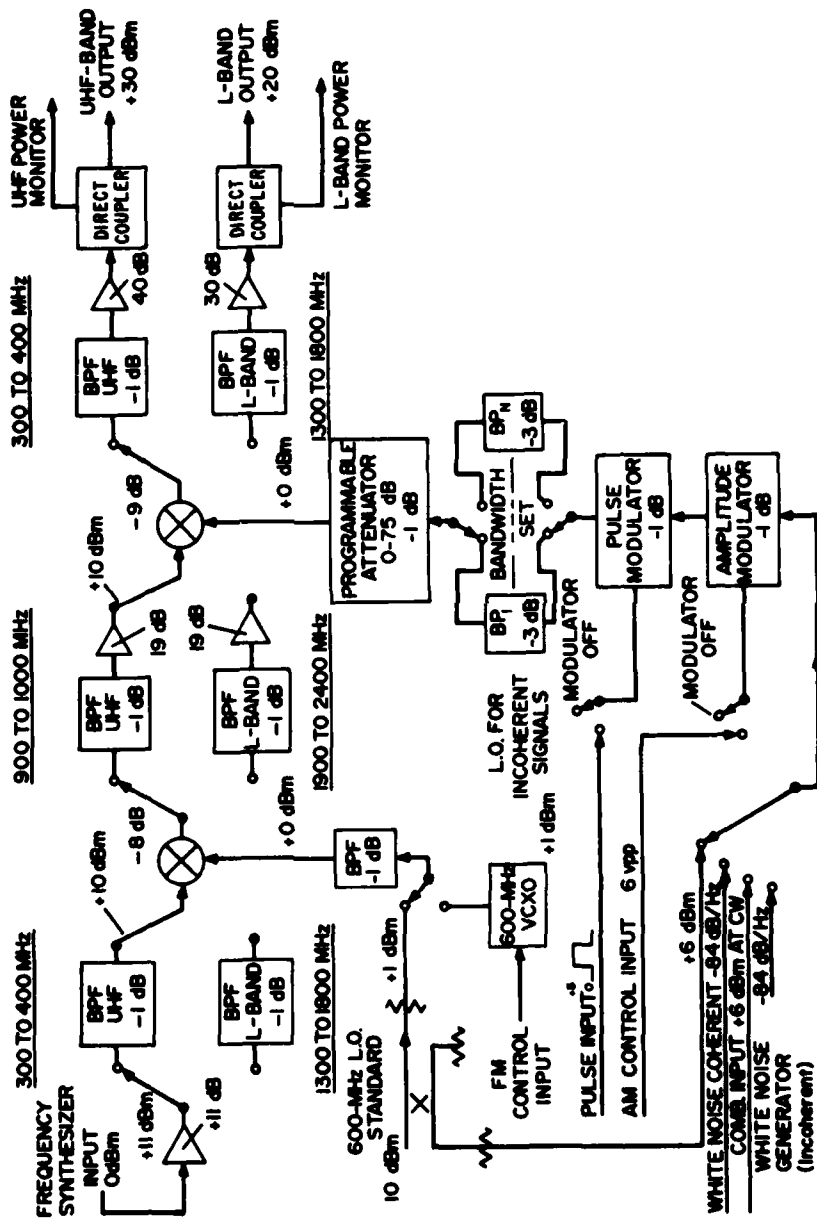 FREQUENCY
SYNTHESIZER
INPUT
0dBm
+11 dBm
+11 dB
300 TO 400 MHz
BPF
UHF
-1 dB
BPF
L-BAND
-1 dB
1300 TO 1800 MHz
+10 dBm
-8 dB
+0 dBm
900 TO 1000 MHz
BPF
UHF
-1 dB
19 dB
+10 dBm
BPF
L-BAND
-1 dB
19 dB
1900 TO 2400 MHz
-9 dB
+0 dBm
300 TO 400 MHz
BPF
UHF
-1 dB
40 dB
DIRECT
COUPLER
UHF POWER
MONITOR
UHF-BAND
OUTPUT
+30 dBm
BPF
L-BAND
-1 dB
30 dB
DIRECT
COUPLER
L-BAND
OUTPUT
+20 dBm
L-BAND POWER
MONITOR
1300 TO 1800 MHz
600-MHz L.O.
STANDARD
10 dBm
+1 dBm
BPF
-1 dB
FM
CONTROL
INPUT
600-MHz
VCXO
+1 dBm
L.O. FOR
INCOHERENT
SIGNALS
PROGRAMMABLE
ATTENUATOR
0-75 dB
-1 dB
BANDWIDTH
SET
BP1
-3 dB
BPN
-3 dB
PULSE
MODULATOR
-1 dB
MODULATOR
OFF
AMPLITUDE
MODULATOR
-1 dB
MODULATOR
OFF
PULSE INPUT
AM CONTROL INPUT 6 vpp
+6 dBm
WHITE NOISE COHERENT -84 dB/Hz
COMB. INPUT +6 dBm AT CW
WHITE NOISE
GENERATOR
(Incoherent)
-84 dB/Hz